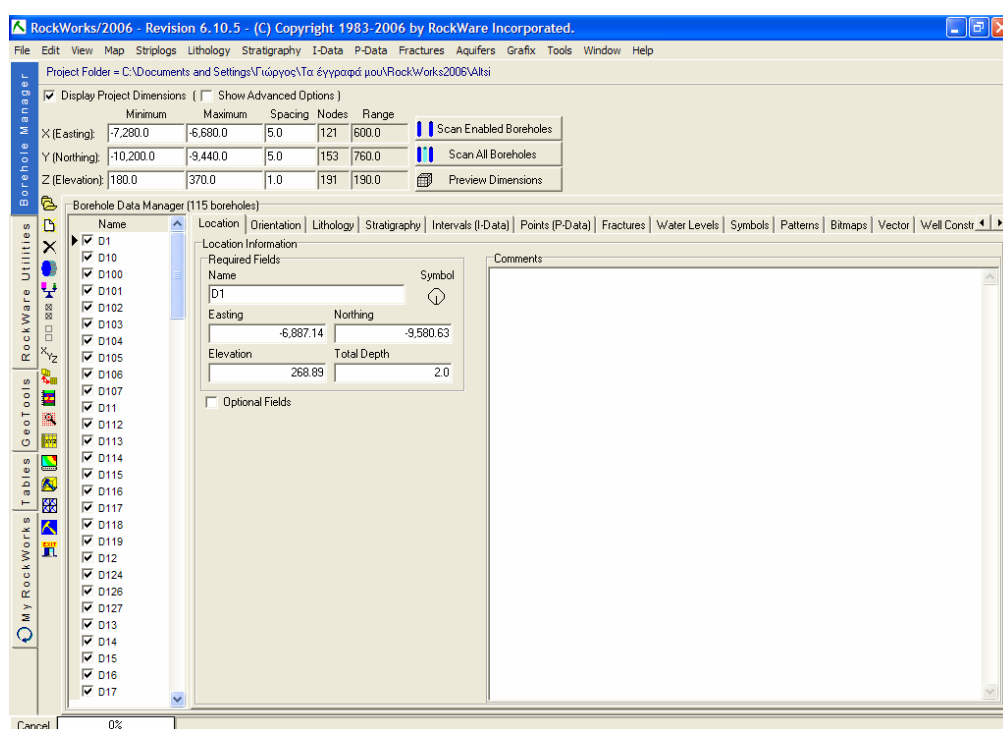 RockWorks/2006 - Revision 6.10.5 - (C) Copyright 1983-2006 by RockWare Incorporated.
File Edit View Map Striplogs Lithology Stratigraphy I-Data P-Data Fractures Aquifers Grafix Tools Window Help
Project Folder = C:\Documents and Settings\Γιώργος\Τα έγγραφά μου\RockWorks2006\Altsi
Display Project Dimensions ( Show Advanced Options )
Minimum Maximum Spacing Nodes Range
X (Easting): -7,280.0 -6,680.0 5.0 121 600.0 Scan Enabled Boreholes
Y (Northing): -10,200.0 -9,440.0 5.0 153 760.0 Scan All Boreholes
Z (Elevation): 180.0 370.0 1.0 191 190.0 Preview Dimensions
Borehole Manager
RockWare Utilities
GeoTools
Tables
My RockWorks
XYZ
XYZ
EXIT
Borehole Data Manager (115 boreholes)
Name
D1
D10
D100
D101
D102
D103
D104
D105
D106
D107
D11
D112
D113
D114
D115
D116
D117
D118
D119
D12
D124
D126
D127
D13
D14
D15
D16
D17
Location Orientation Lithology Stratigraphy Intervals (I-Data) Points (P-Data) Fractures Water Levels Symbols Patterns Bitmaps Vector Well Constr
Location Information
Required Fields
Name Symbol
D1
Easting Northing
-6,887.14 -9,580.63
Elevation Total Depth
268.89 2.0
Optional Fields
Comments
Cancel 0%